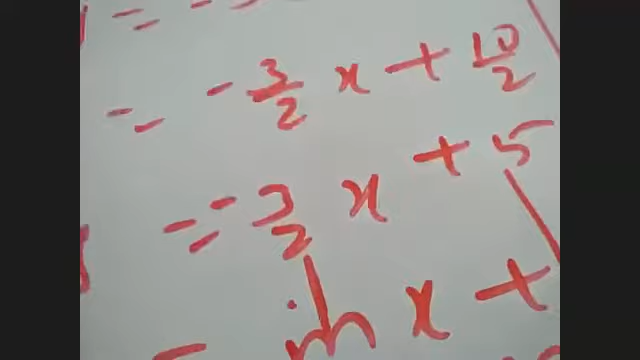 =
= - 3/2 x + 10/2
y = - 3/2 x + 5
= m x +